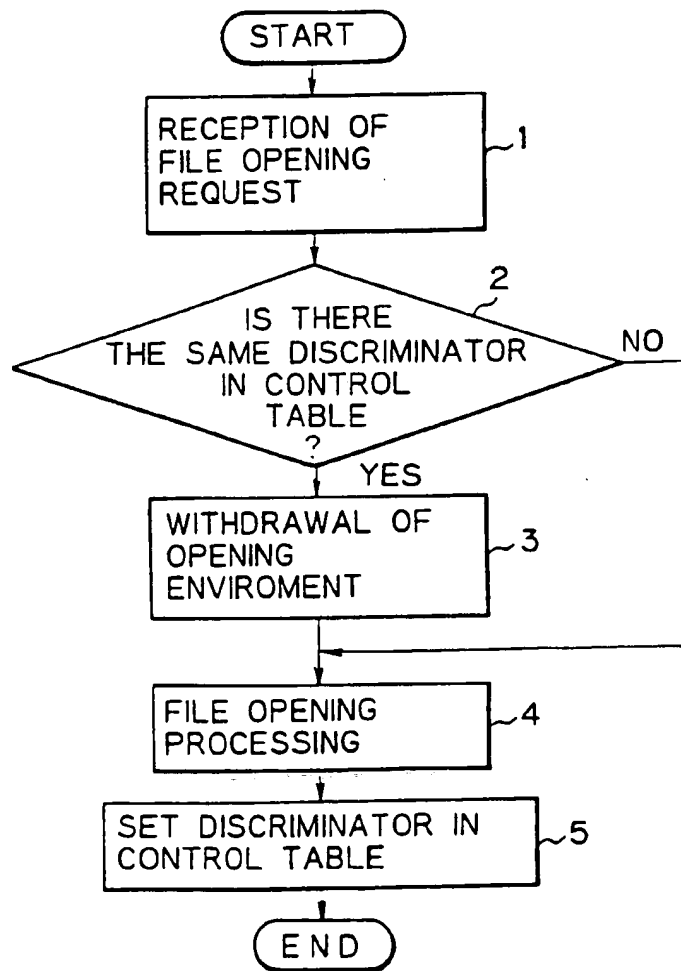 START
RECEPTION OF
FILE OPENING
REQUEST
1
2
IS THERE
THE SAME DISCRIMINATOR
IN CONTROL
TABLE
?
NO
YES
WITHDRAWAL OF
OPENING
ENVIROMENT
3
FILE OPENING
PROCESSING
4
SET DISCRIMINATOR IN
CONTROL TABLE
5
END